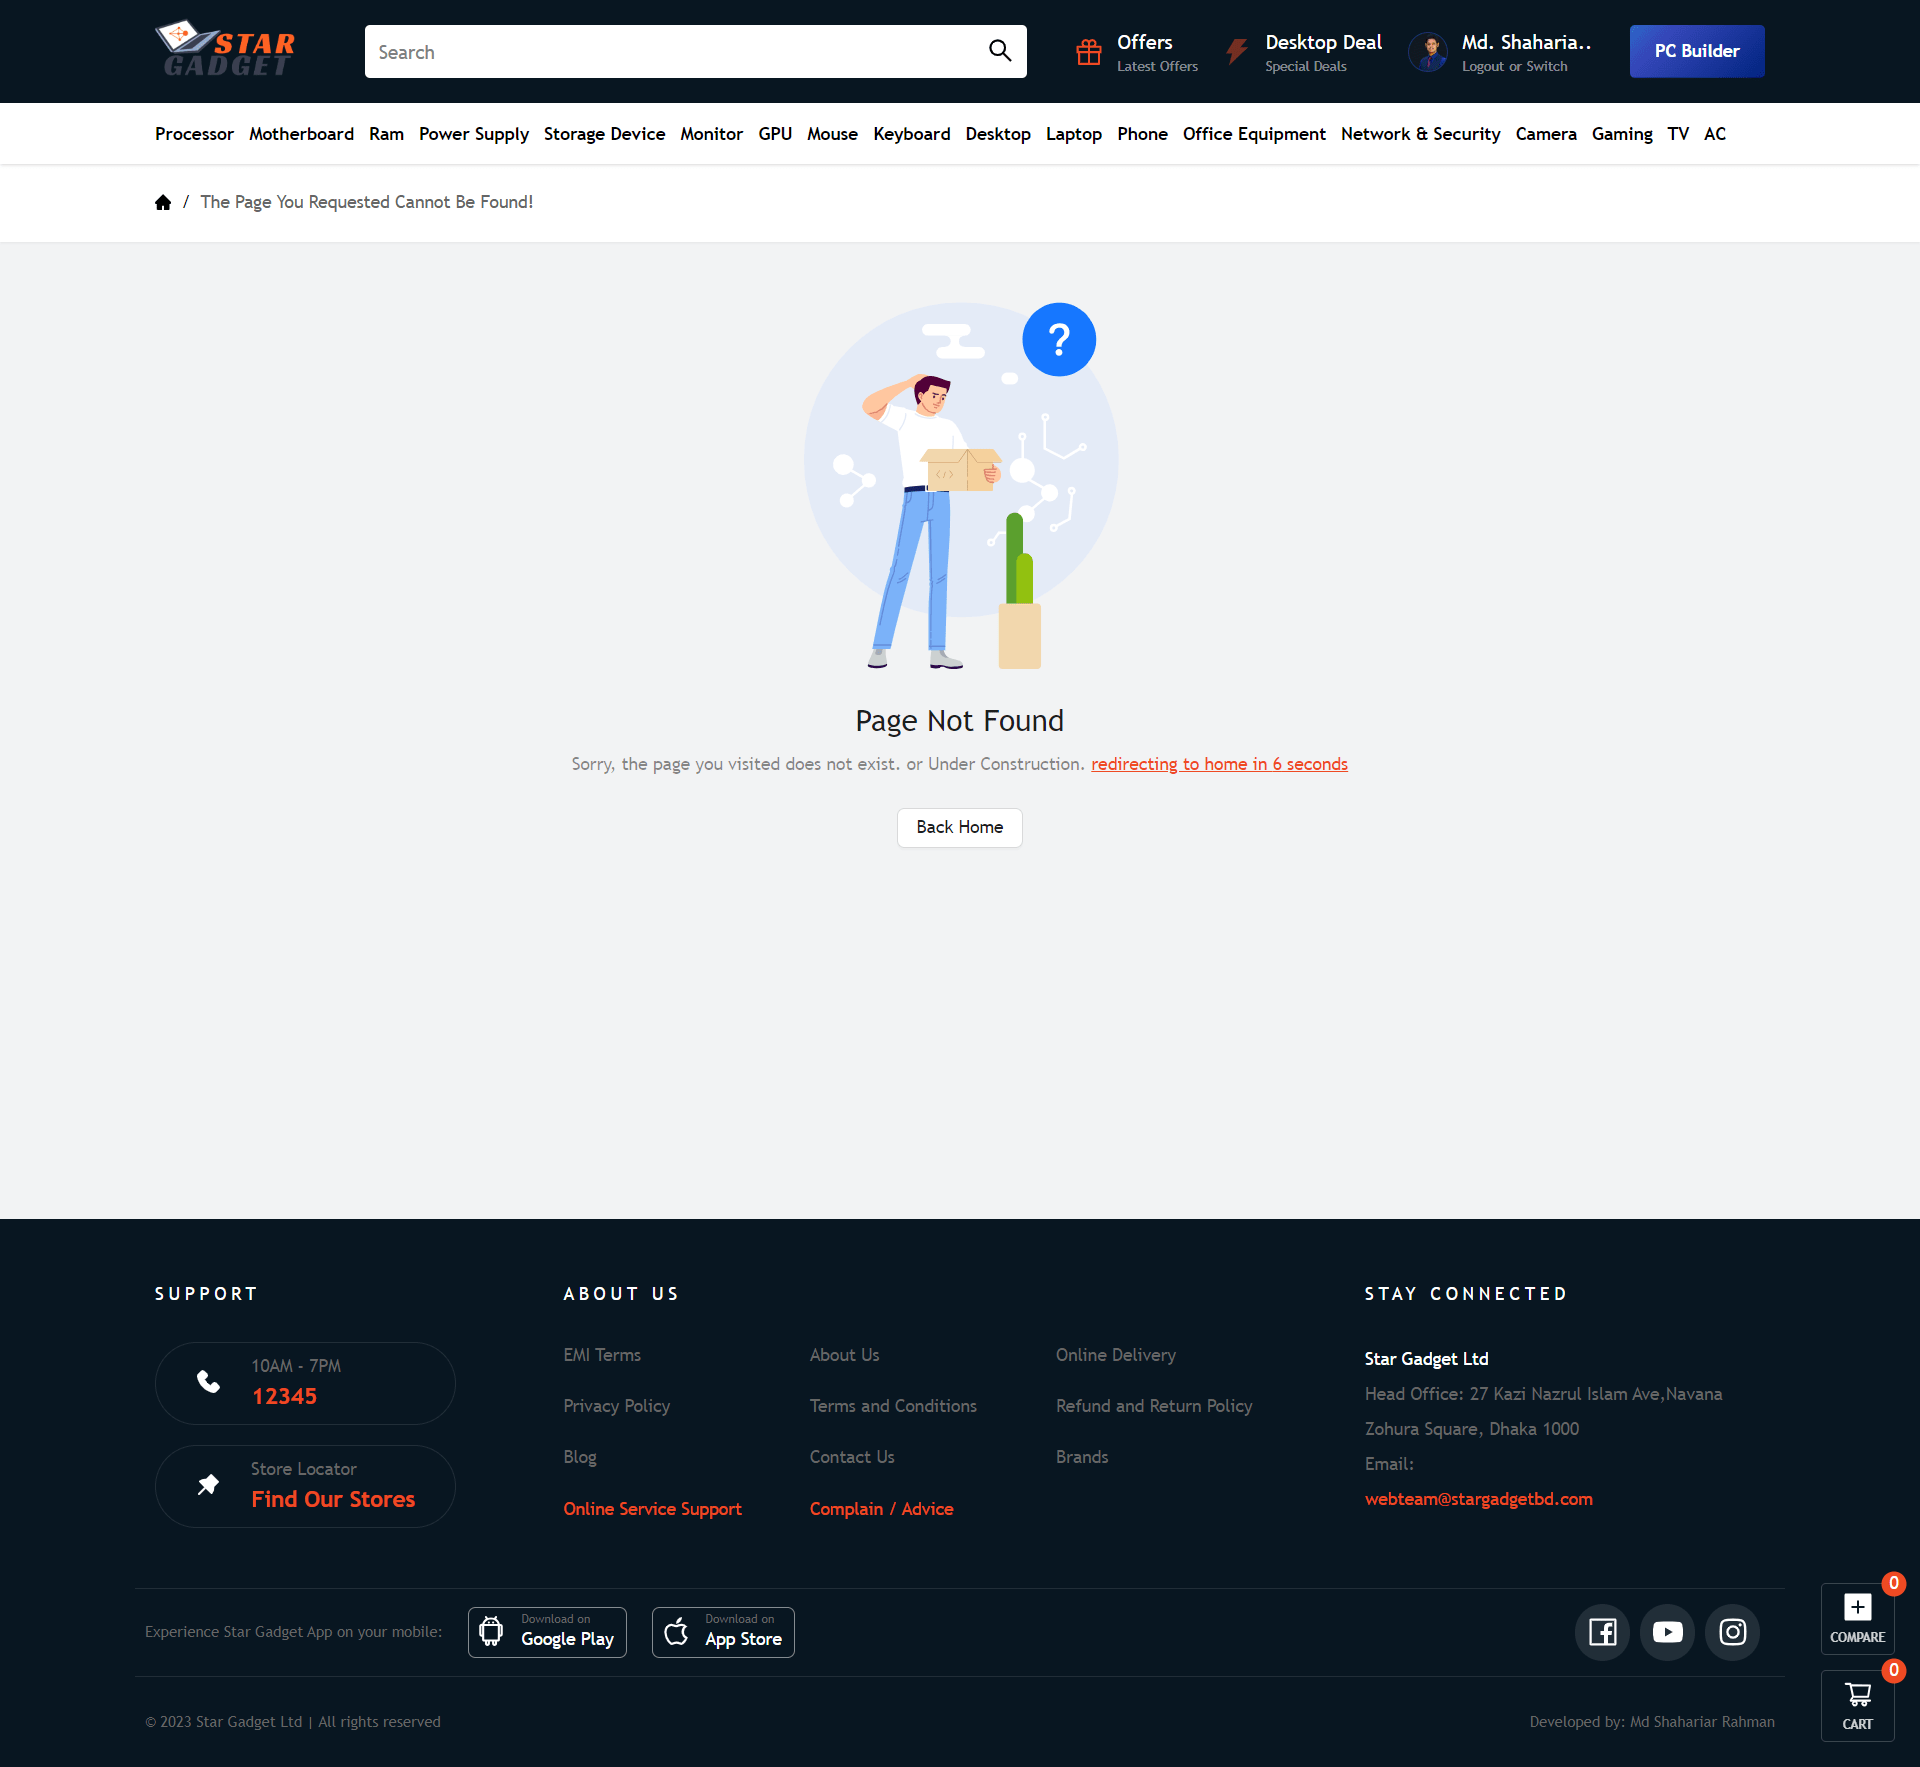 STAR
GADGET
Search
Offers
Latest Offers
Desktop Deal
Special Deals
Md. Shaharia..
Logout or Switch
PC Builder
Processor Motherboard Ram Power Supply Storage Device Monitor GPU Mouse Keyboard Desktop Laptop Phone Office Equipment Network & Security Camera Gaming TV AC
/ The Page You Requested Cannot Be Found!
?
</>
Page Not Found
Sorry, the page you visited does not exist. or Under Construction. redirecting to home in 6 seconds
Back Home
SUPPORT
10AM - 7PM
12345
Store Locator
Find Our Stores
ABOUT US
EMI Terms About Us Online Delivery
Privacy Policy Terms and Conditions Refund and Return Policy
Blog Contact Us Brands
Online Service Support Complain / Advice
STAY CONNECTED
Star Gadget Ltd
Head Office: 27 Kazi Nazrul Islam Ave,Navana
Zohura Square, Dhaka 1000
Email:
webteam@stargadgetbd.com
Experience Star Gadget App on your mobile:
Download on
Google Play
Download on
App Store
0
COMPARE
0
CART
© 2023 Star Gadget Ltd | All rights reserved
Developed by: Md Shahariar Rahman